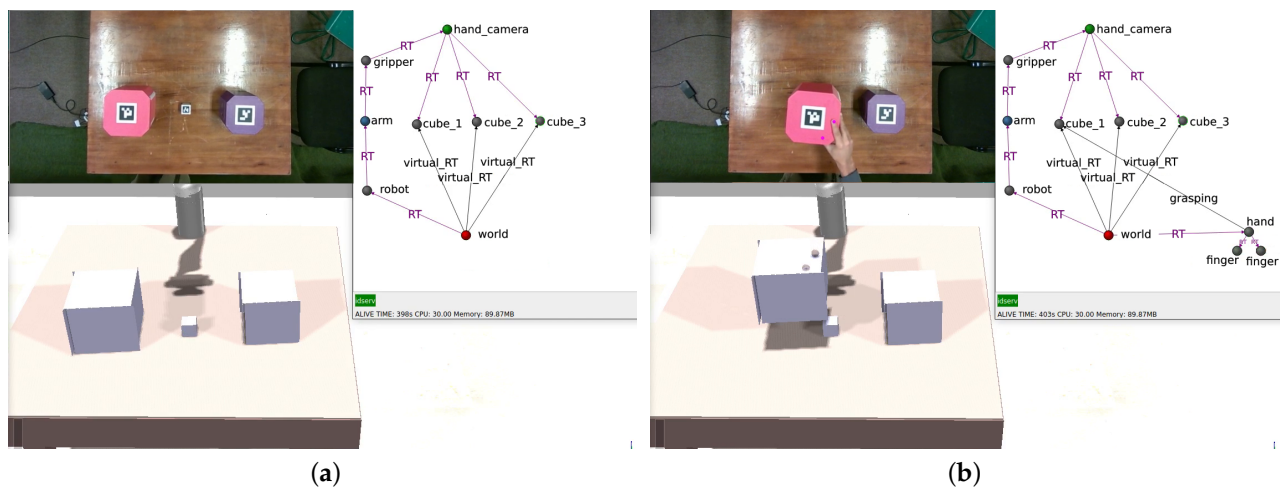 hand_camera
RT
gripper
RT
RT
RT
RT
arm
cube_1
cube_2
cube_3
virtual_RT
virtual_RT
virtual_RT
RT
robot
RT
world
idserv
ALIVE TIME: 398s CPU: 30.00 Memory: 89.87MB
(a)
hand_camera
RT
gripper
RT
RT
RT
RT
arm
cube_1
cube_2
cube_3
virtual_RT
virtual_RT
virtual_RT
RT
robot
grasping
RT
world
RT
hand
RT RT
finger
finger
idserv
ALIVE TIME: 403s CPU: 30.00 Memory: 89.87MB
(b)